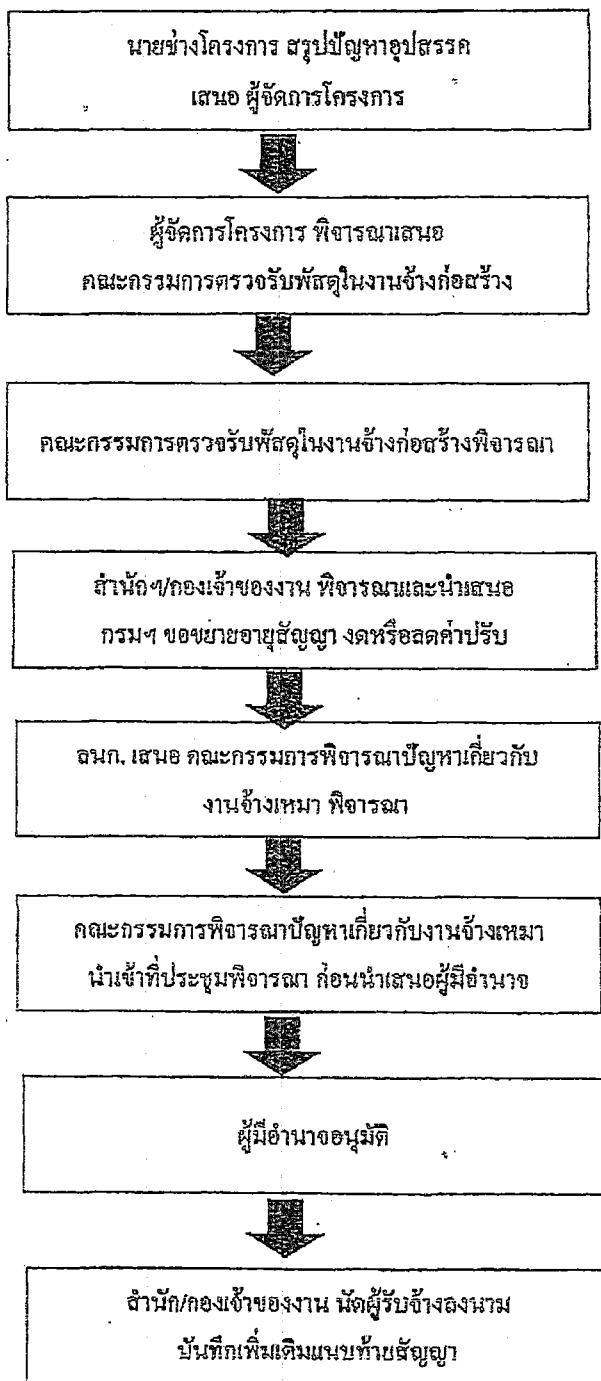 นายช่างโครงการ สรุปปัญหาอุปสรรค
เสนอ ผู้จัดการโครงการ
ผู้จัดการโครงการ พิจารณาเสนอ
คณะกรรมการตรวจรับพัสดุในงานจ้างก่อสร้าง
คณะกรรมการตรวจรับพัสดุในงานจ้างก่อสร้างพิจารณา
สำนักฯ/กองเจ้าของงาน พิจารณาและนำเสนอ
กรมฯ ขอขยายอายุสัญญา งดหรือลดค่าปรับ
ลนก. เสนอ คณะกรรมการพิจารณาปัญหาเกี่ยวกับ
งานจ้างเหมา พิจารณา
คณะกรรมการพิจารณาปัญหาเกี่ยวกับงานจ้างเหมา
นำเข้าที่ประชุมพิจารณา ก่อนนำเสนอผู้มีอำนาจ
ผู้มีอำนาจอนุมัติ
สำนัก/กองเจ้าของงาน นัดผู้รับจ้างลงนาม
บันทึกเพิ่มเติมแนบท้ายสัญญา